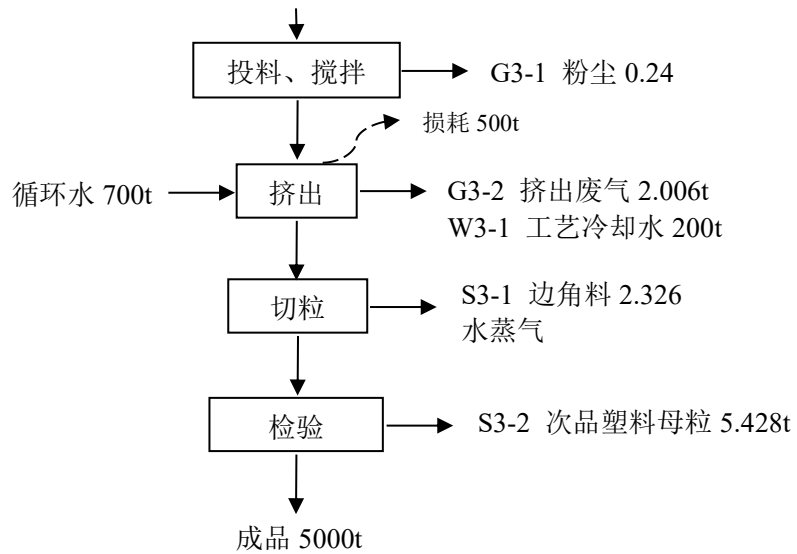 投料、搅拌
G3-1 粉尘 0.24
损耗 500t
循环水 700t
挤出
G3-2 挤出废气 2.006t
W3-1 工艺冷却水 200t
切粒
S3-1 边角料 2.326
水蒸气
检验
S3-2 次品塑料母粒 5.428t
成品 5000t